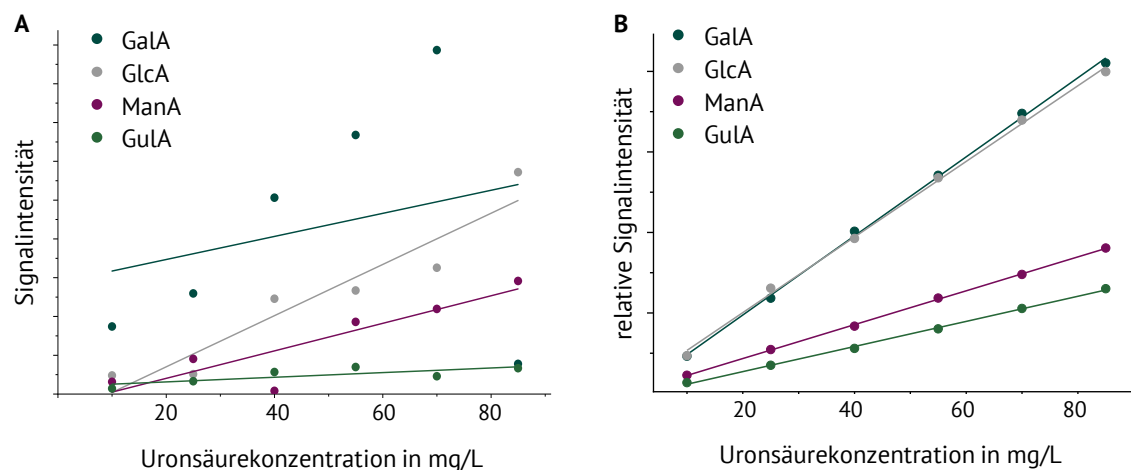 A
GalA
GlcA
ManA
GulA
Signalintensität
20 40 60 80
Uronsäurekonzentration in mg/L
B
GalA
GlcA
ManA
GulA
relative Signalintensität
20 40 60 80
Uronsäurekonzentration in mg/L